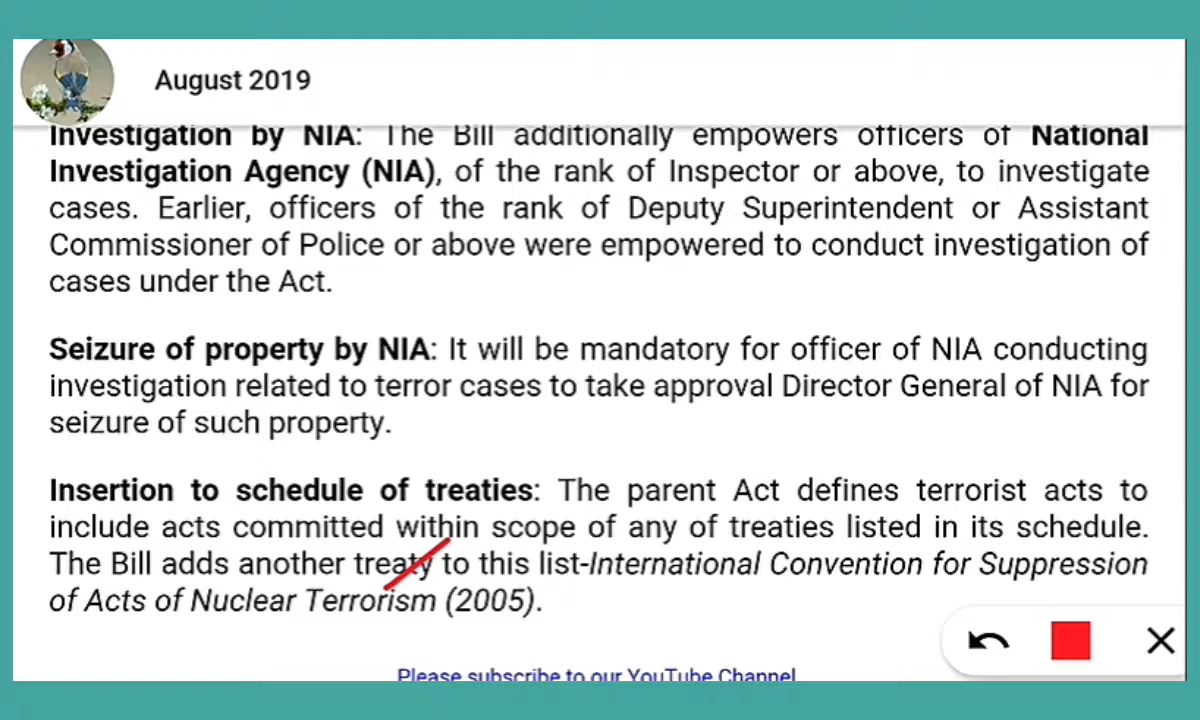 August 2019
Investigation by NIA: The Bill additionally empowers officers of National
Investigation Agency (NIA), of the rank of Inspector or above, to investigate
cases. Earlier, officers of the rank of Deputy Superintendent or Assistant
Commissioner of Police or above were empowered to conduct investigation of
cases under the Act.
Seizure of property by NIA: It will be mandatory for officer of NIA conducting
investigation related to terror cases to take approval Director General of NIA for
seizure of such property.
Insertion to schedule of treaties: The parent Act defines terrorist acts to
include acts committed within scope of any of treaties listed in its schedule.
The Bill adds another treaty to this list-International Convention for Suppression
of Acts of Nuclear Terrorism (2005).
Please subscribe to our YouTube Channel